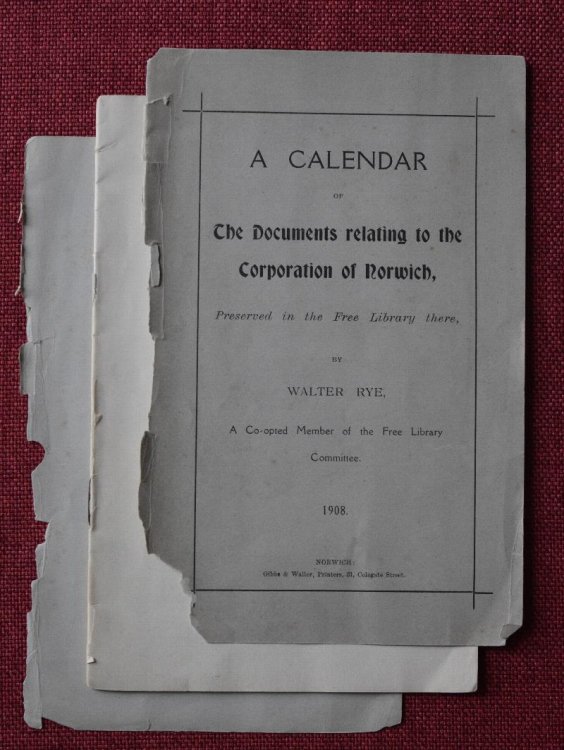 A CALENDAR
OF
The Documents relating to the
Corporation of Norwich,
Preserved in the Free Library there,
BY
WALTER RYE,
A Co-opted Member of the Free Library
Committee.
1908.
NORWICH:
Gibbs & Waller, Printers, 31, Colegate Street.